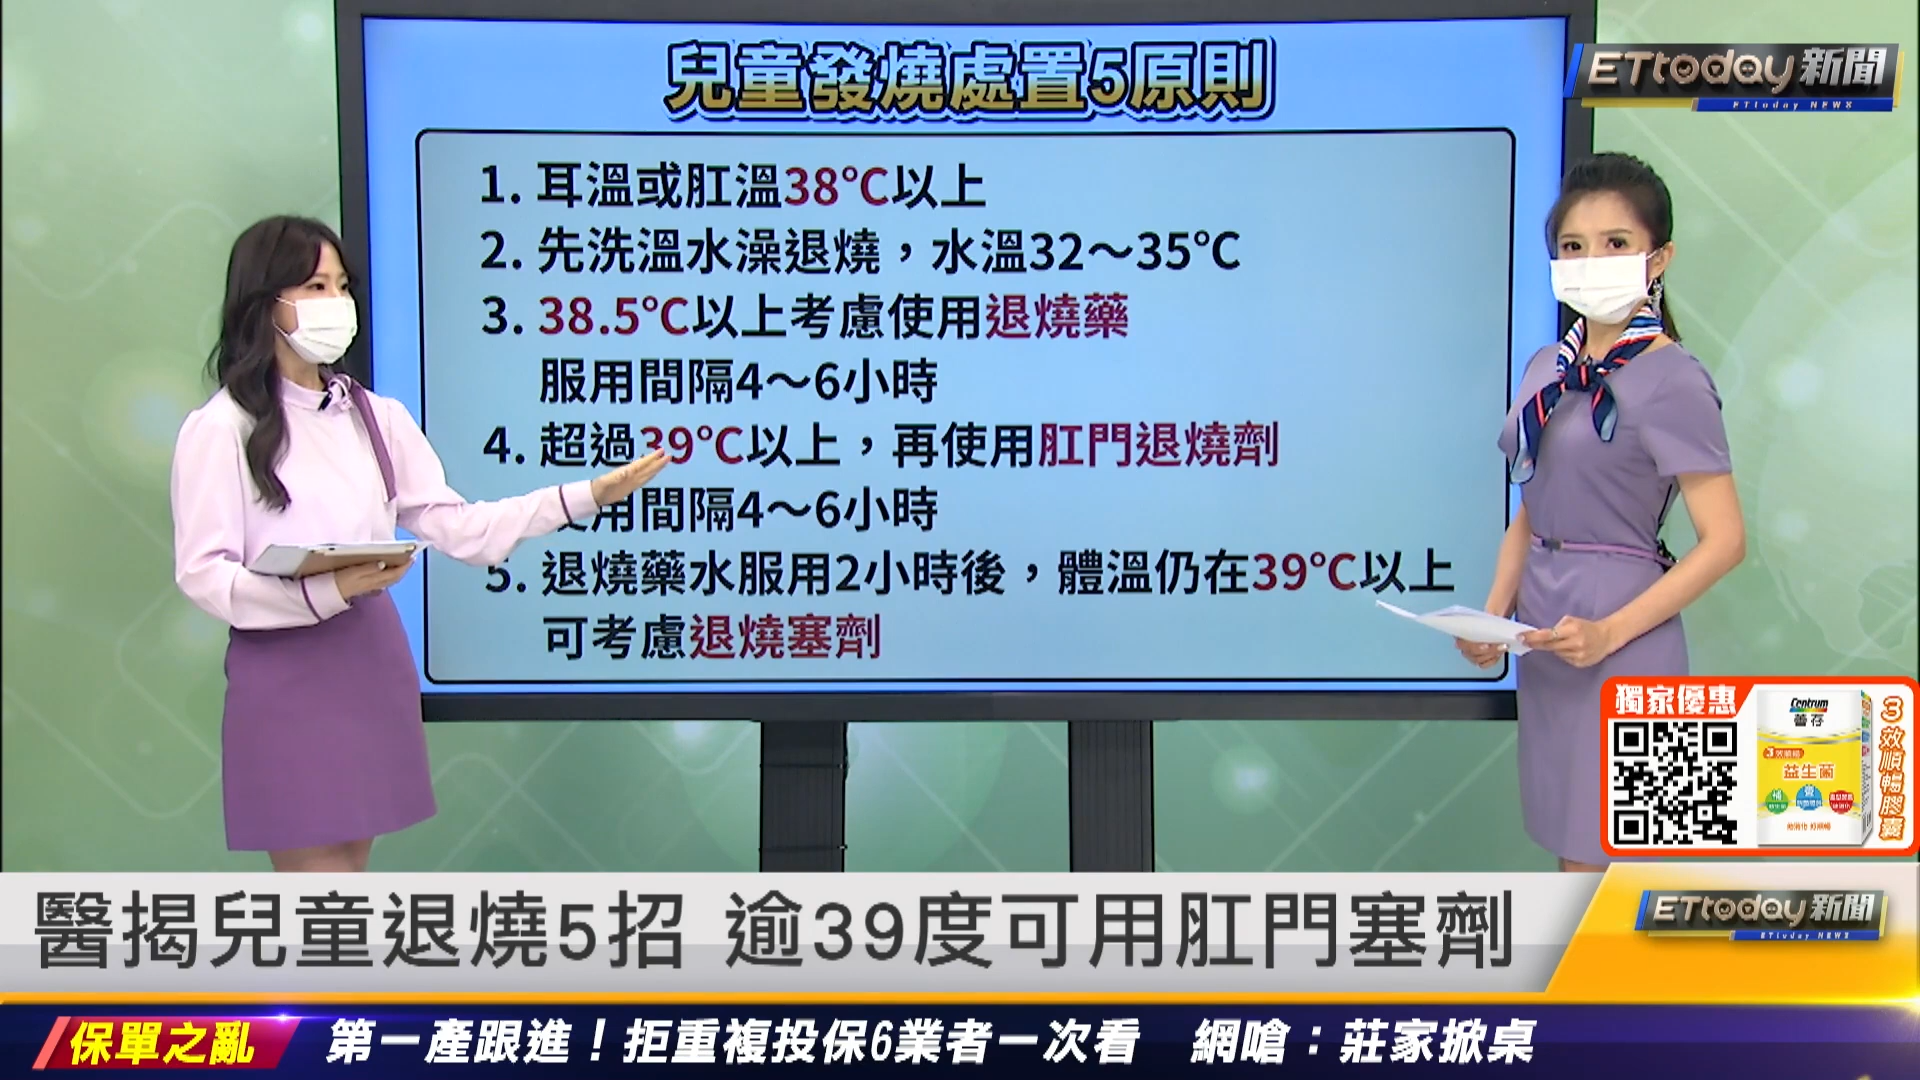 兒童發燒處置5原則
ETtoday新聞
ETtoday NEWS
1. 耳溫或肛溫38℃以上
2. 先洗溫水澡退燒，水溫32～35℃
3. 38.5℃以上考慮使用退燒藥
服用間隔4～6小時
4. 超過39℃以上，再使用肛門退燒劑
使用間隔4～6小時
5. 退燒藥水服用2小時後，體溫仍在39℃以上
可考慮退燒塞劑
獨家優惠
Centrum
善存
益生菌
3效順暢膠囊
醫揭兒童退燒5招 逾39度可用肛門塞劑
ETtoday新聞
ETtoday NEWS
保單之亂
第一產跟進！拒重複投保6業者一次看 網嗆：莊家掀桌